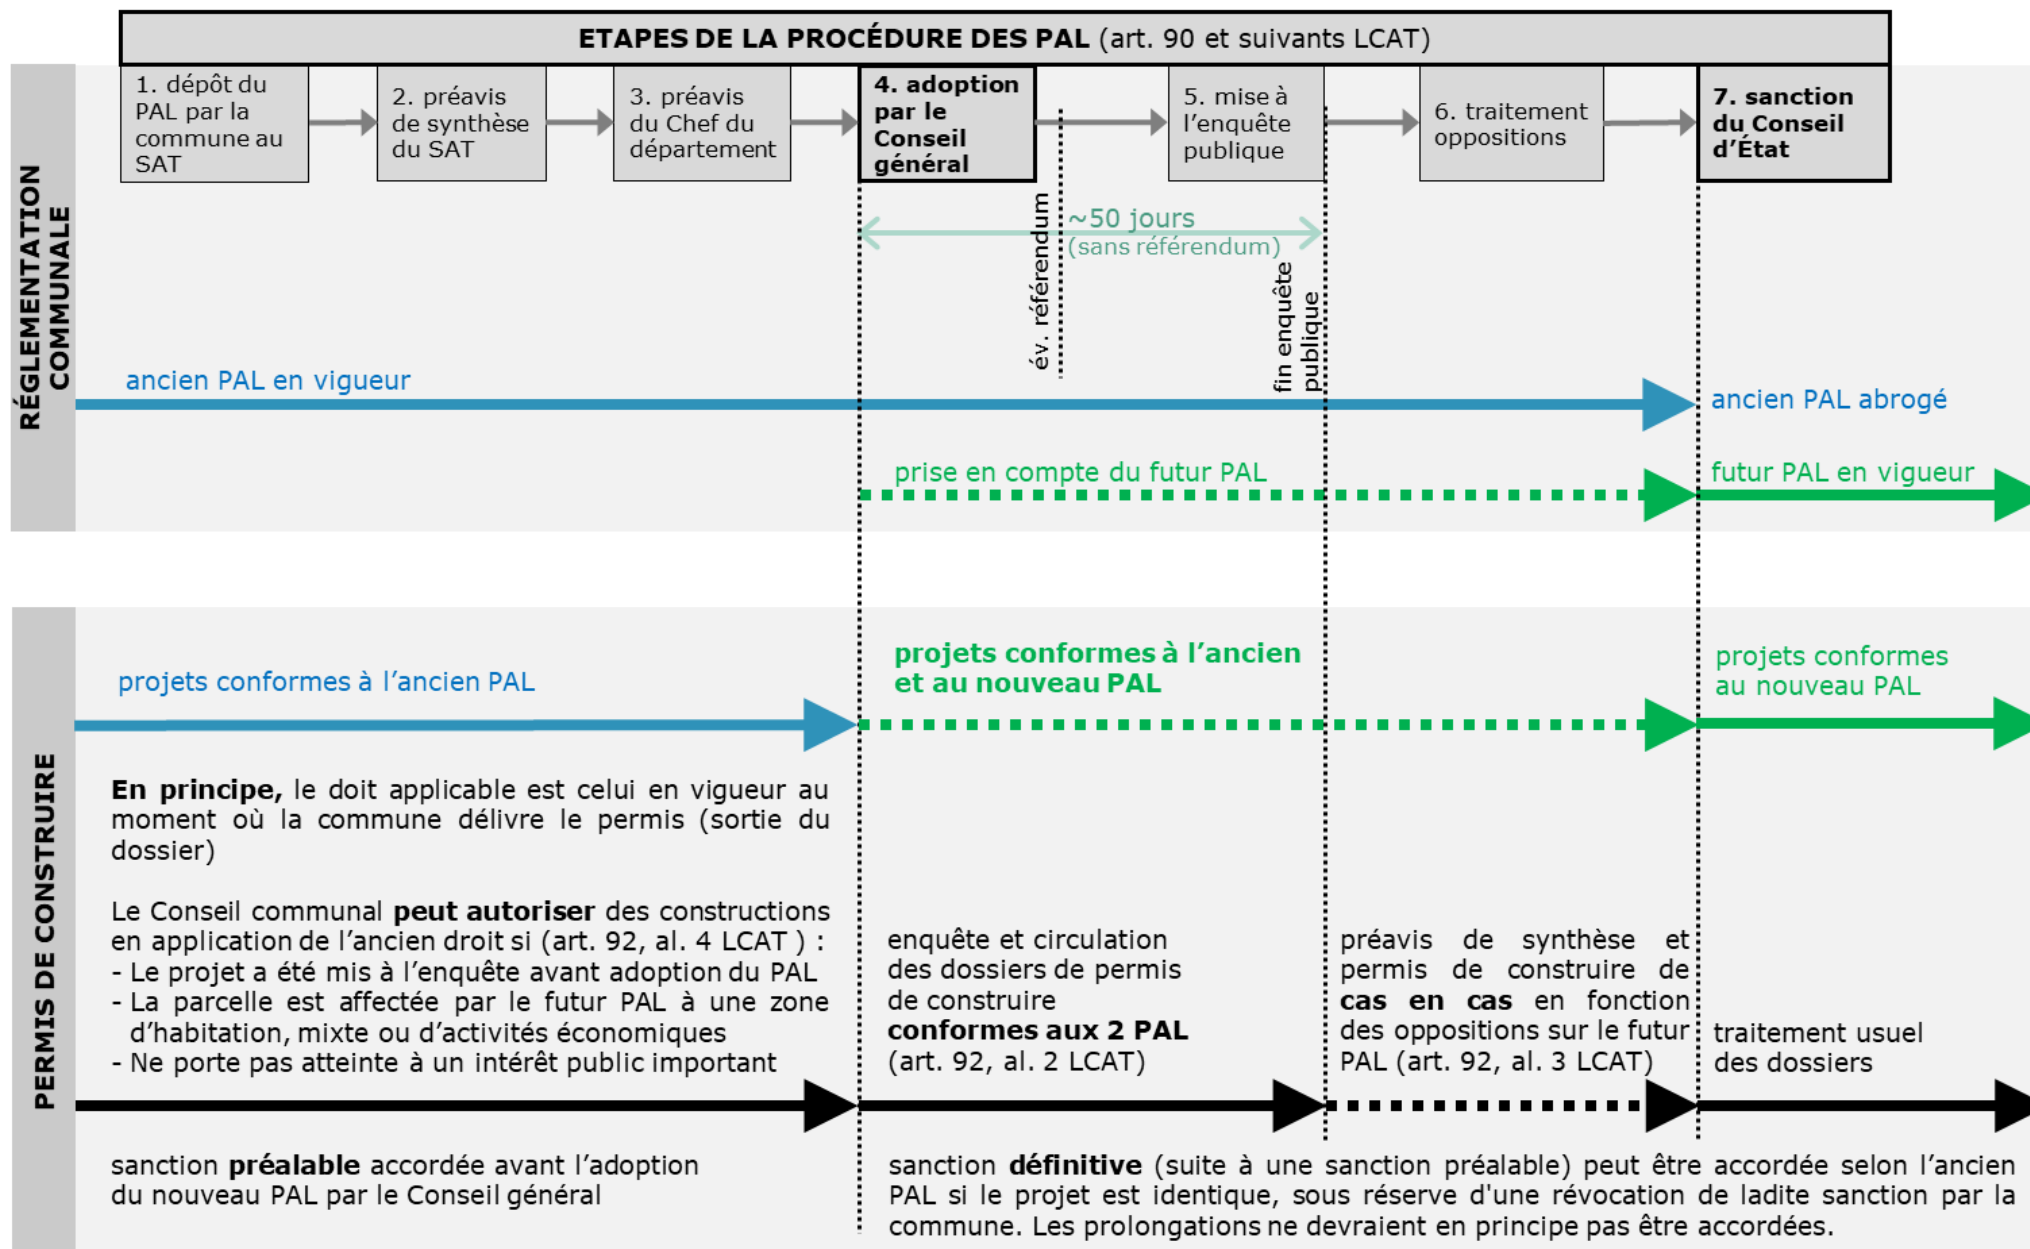 ETAPES DE LA PROCÉDURE DES PAL (art. 90 et suivants LCAT)
1. dépôt du
PAL par la
commune au
SAT
2. préavis
de synthèse
du SAT
3. préavis
du Chef du
département
4. adoption
par le
Conseil
général
5. mise à
l’enquête
publique
6. traitement
oppositions
7. sanction
du Conseil
d’État
RÉGLEMENTATION
COMMUNALE
év. référendum
~50 jours
(sans référendum)
fin enquête
publique
ancien PAL en vigueur
ancien PAL abrogé
prise en compte du futur PAL
futur PAL en vigueur
PERMIS DE CONSTRUIRE
projets conformes à l’ancien PAL
projets conformes à l’ancien
et au nouveau PAL
projets conformes
au nouveau PAL
En principe, le doit applicable est celui en vigueur au
moment où la commune délivre le permis (sortie du
dossier)
Le Conseil communal peut autoriser des constructions
en application de l’ancien droit si (art. 92, al. 4 LCAT ) :
- Le projet a été mis à l’enquête avant adoption du PAL
- La parcelle est affectée par le futur PAL à une zone
d’habitation, mixte ou d’activités économiques
- Ne porte pas atteinte à un intérêt public important
enquête et circulation
des dossiers de permis
de construire
conformes aux 2 PAL
(art. 92, al. 2 LCAT)
préavis de synthèse et
permis de construire de
cas en cas en fonction
des oppositions sur le futur
PAL (art. 92, al. 3 LCAT)
traitement usuel
des dossiers
sanction préalable accordée avant l’adoption
du nouveau PAL par le Conseil général
sanction définitive (suite à une sanction préalable) peut être accordée selon l’ancien
PAL si le projet est identique, sous réserve d'une révocation de ladite sanction par la
commune. Les prolongations ne devraient en principe pas être accordées.